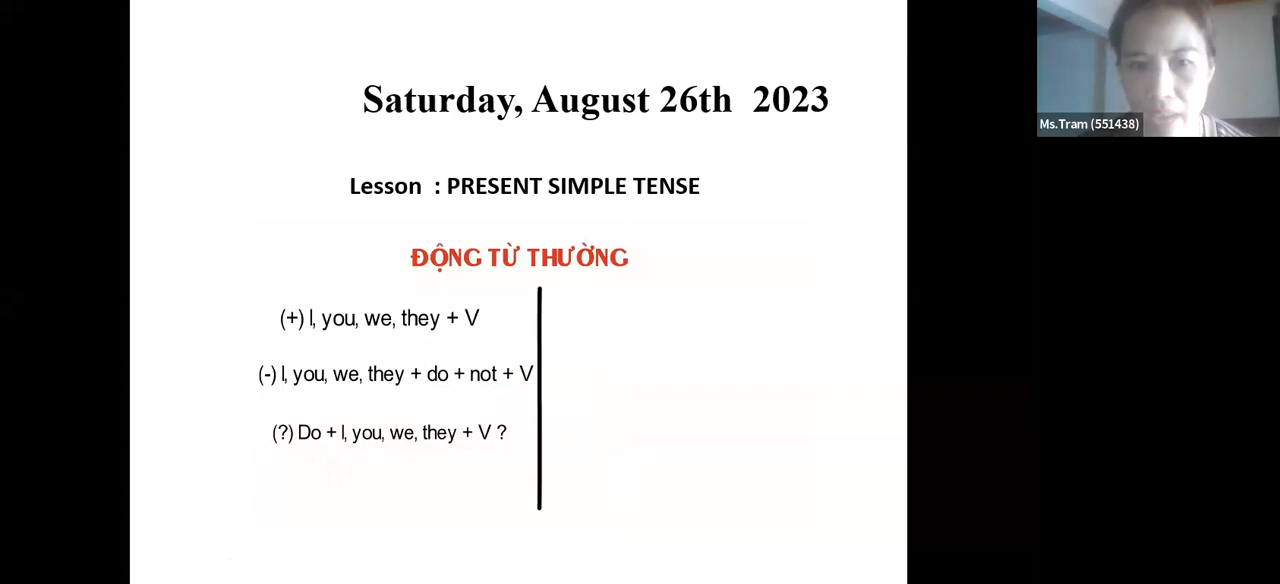 Saturday, August 26th 2023
Ms.Tram (551438)
Lesson : PRESENT SIMPLE TENSE
ĐỘNG TỪ THƯỜNG
(+) I, you, we, they + V
(-) I, you, we, they + do + not + V
(?) Do + I, you, we, they + V ?